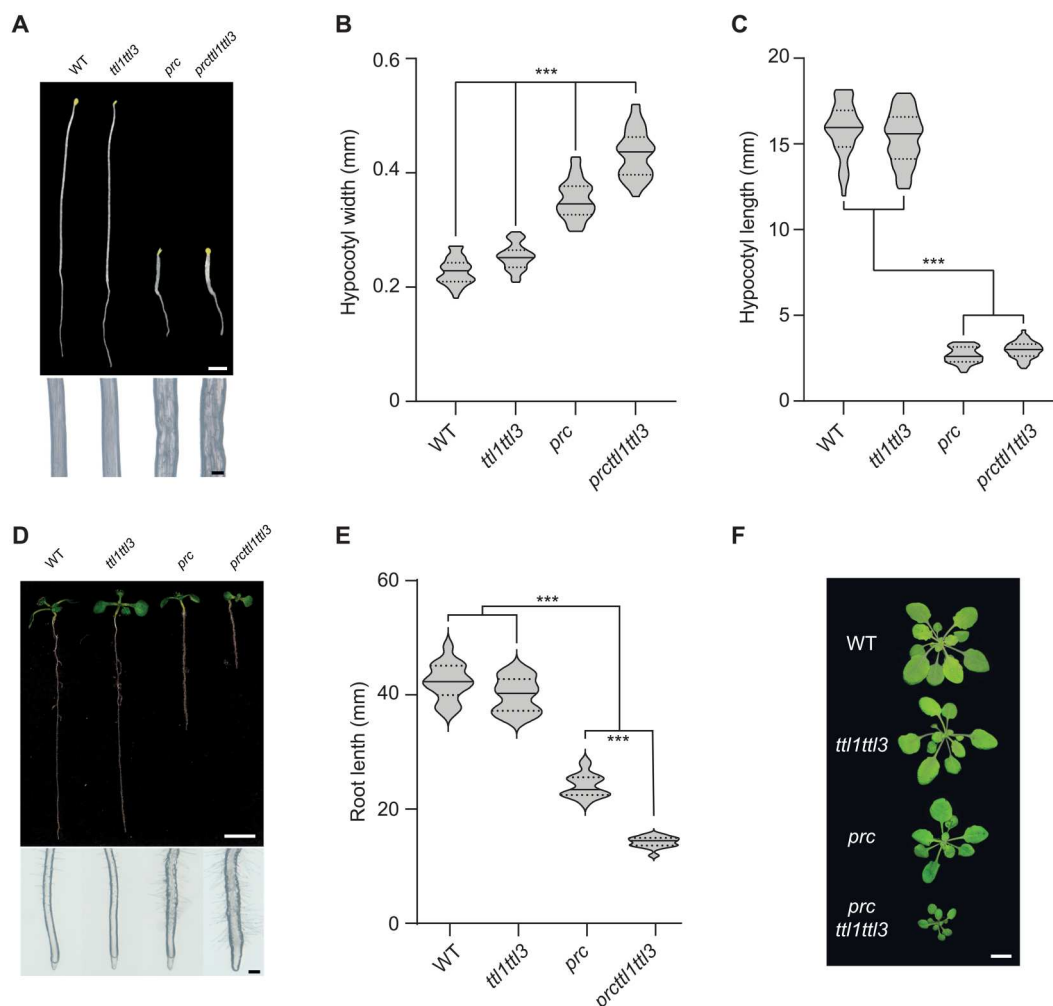 A
WT
ttl1ttl3
prc
prcttl1ttl3
B
Hypocotyl width (mm)
0.6
0.4
0.2
0
***
WT
ttl1ttl3
prc
prcttl1ttl3
C
Hypocotyl length (mm)
20
15
10
5
0
***
WT
ttl1ttl3
prc
prcttl1ttl3
D
WT
ttl1ttl3
prc
prcttl1ttl3
E
Root lenth (mm)
60
40
20
0
***
***
WT
ttl1ttl3
prc
prcttl1ttl3
F
WT
ttl1ttl3
prc
prc
ttl1ttl3